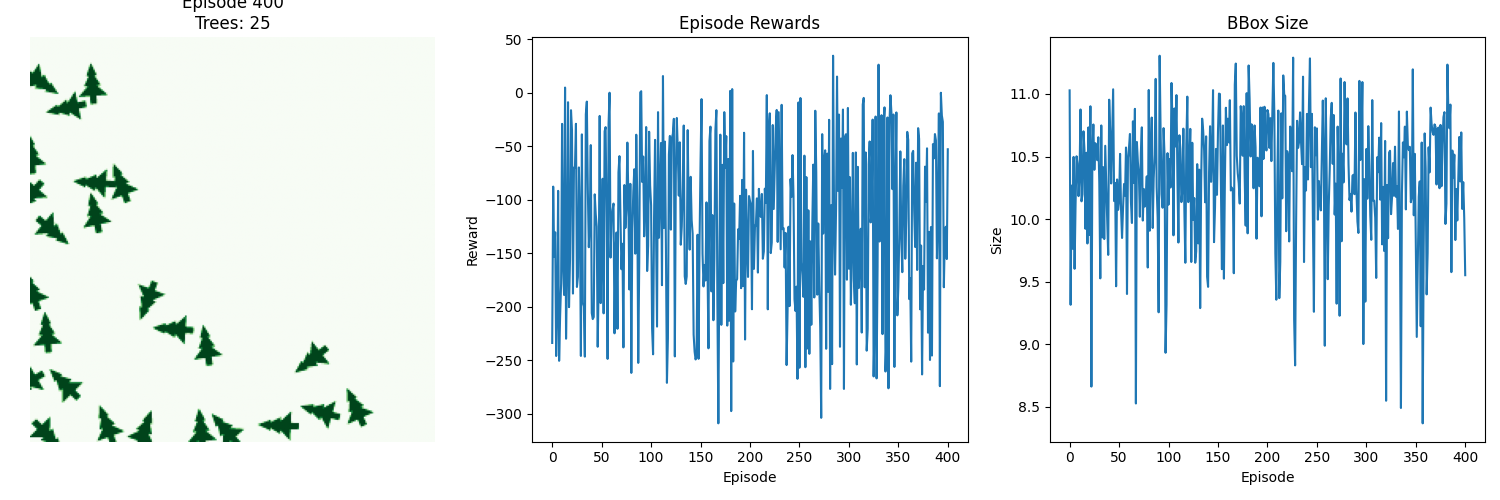 Episode 400
Trees: 25
Episode Rewards
Reward
50
0
−50
−100
−150
−200
−250
−300
0 50 100 150 200 250 300 350 400
Episode
BBox Size
Size
11.0
10.5
10.0
9.5
9.0
8.5
0 50 100 150 200 250 300 350 400
Episode